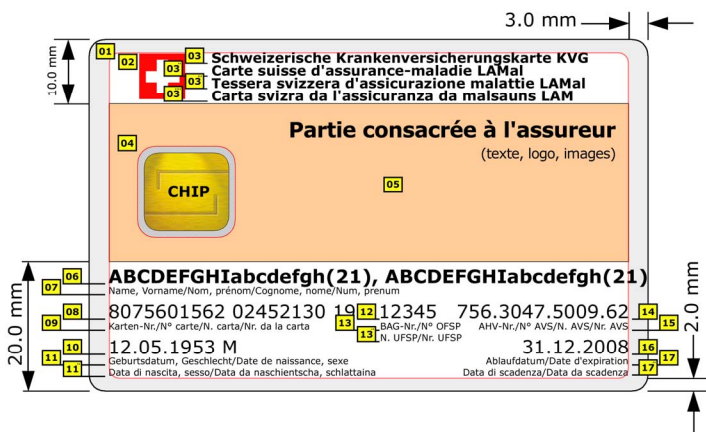 3.0 mm
01
02
03 Schweizerische Krankenversicherungskarte KVG
03 Carte suisse d'assurance-maladie LAMal
03 Tessera svizzera d'assicurazione malattie LAMal
03 Carta svizra da l'assicuranza da malsauns LAM
10.0 mm
Partie consacrée à l'assureur
(texte, logo, images)
04
CHIP
05
06 ABCDEFGHIabcdefgh(21), ABCDEFGHIabcdefgh(21)
07 Name, Vorname/Nom, prénom/Cognome, nome/Num, prenum
08 8075601562 02452130 19 12 12345 756.3047.5009.62 14
09 Karten-Nr./N° carte/N. carta/Nr. da la carta 13 BAG-Nr./N° OFSP AHV-Nr./N° AVS/N. AVS/Nr. AVS 15
13 N. UFSP/Nr. UFSP
10 12.05.1953 M 31.12.2008 16
11 Geburtsdatum, Geschlecht/Date de naissance, sexe Ablaufdatum/Date d'expiration 17
11 Data di nascita, sesso/Data da naschientscha, schlattaina Data di scadenza/Data da scadenza 17
20.0 mm
2.0 mm